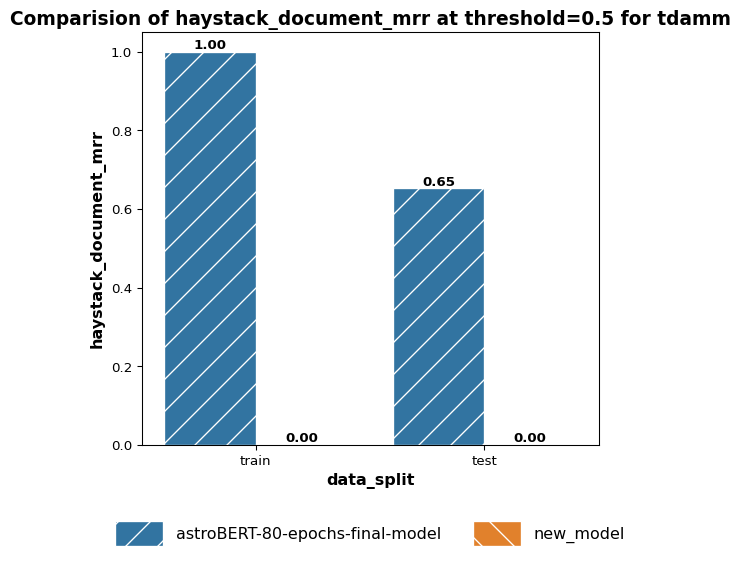 Comparision of haystack_document_mrr at threshold=0.5 for tdamm
haystack_document_mrr
1.0
0.8
0.6
0.4
0.2
0.0
1.00
0.00
0.65
0.00
train
test
data_split
astroBERT-80-epochs-final-model
new_model